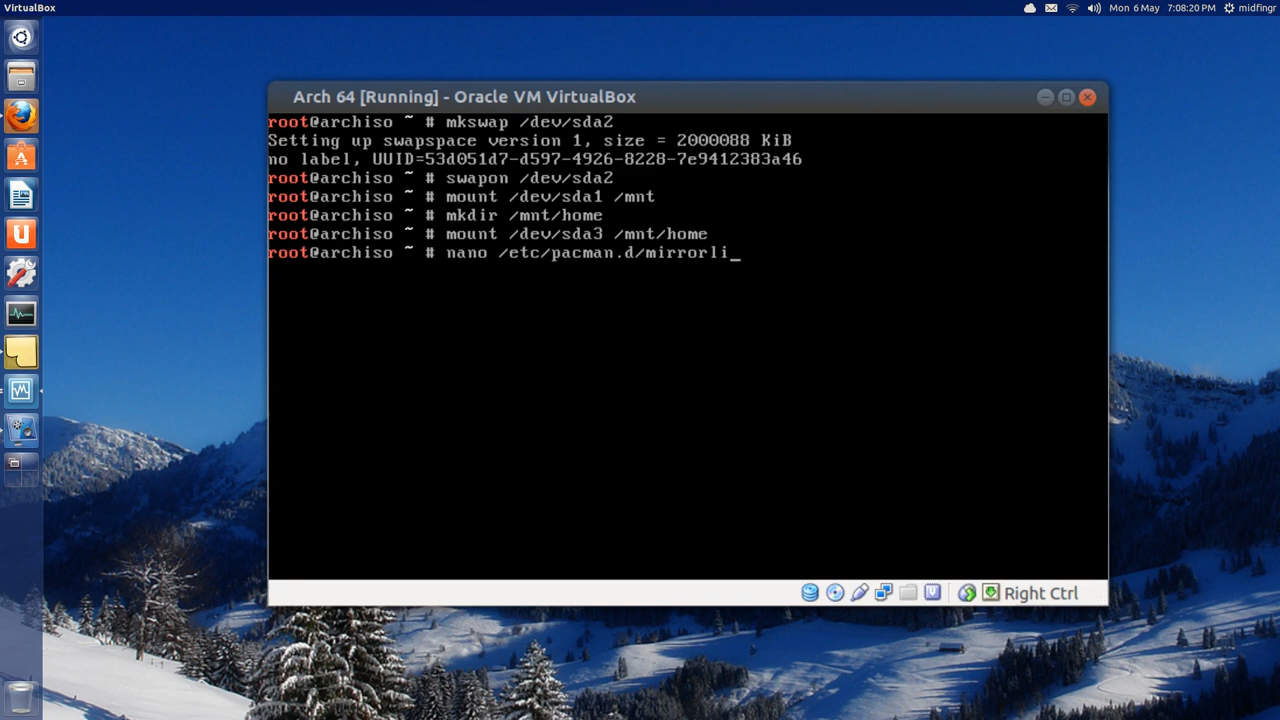 VirtualBox
Mon 6 May 7:08:20 PM midfingr
Arch 64 [Running] - Oracle VM VirtualBox
root@archiso ~ # mkswap /dev/sda2
Setting up swapspace version 1, size = 2000088 KiB
no label, UUID=53d051d7-d597-4926-8228-7e9412383a46
root@archiso ~ # swapon /dev/sda2
root@archiso ~ # mount /dev/sda1 /mnt
root@archiso ~ # mkdir /mnt/home
root@archiso ~ # mount /dev/sda3 /mnt/home
root@archiso ~ # nano /etc/pacman.d/mirrorli_
Right Ctrl